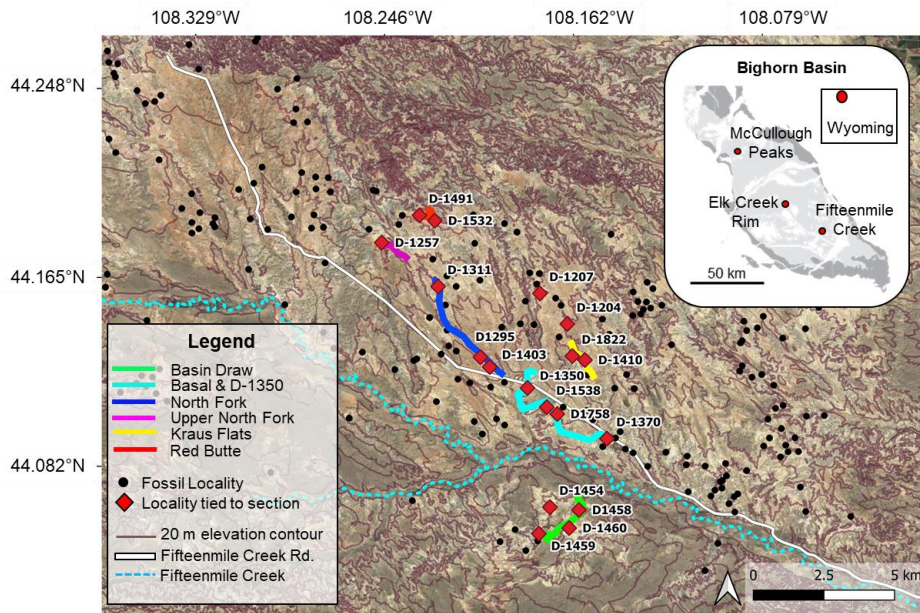 108.329°W
108.246°W
108.162°W
108.079°W
44.248°N
44.165°N
44.082°N
Bighorn Basin
Wyoming
McCullough
Peaks
Elk Creek
Rim
Fifteenmile
Creek
50 km
D-1491
D-1532
D-1257
D-1311
D-1207
D-1204
D1295
D-1822
D-1403
D-1410
D-1350
D-1538
D1758
D-1370
D-1454
D1458
D-1460
D-1459
Legend
Basin Draw
Basal & D-1350
North Fork
Upper North Fork
Kraus Flats
Red Butte
Fossil Locality
Locality tied to section
20 m elevation contour
Fifteenmile Creek Rd.
Fifteenmile Creek
0 2.5 5 km